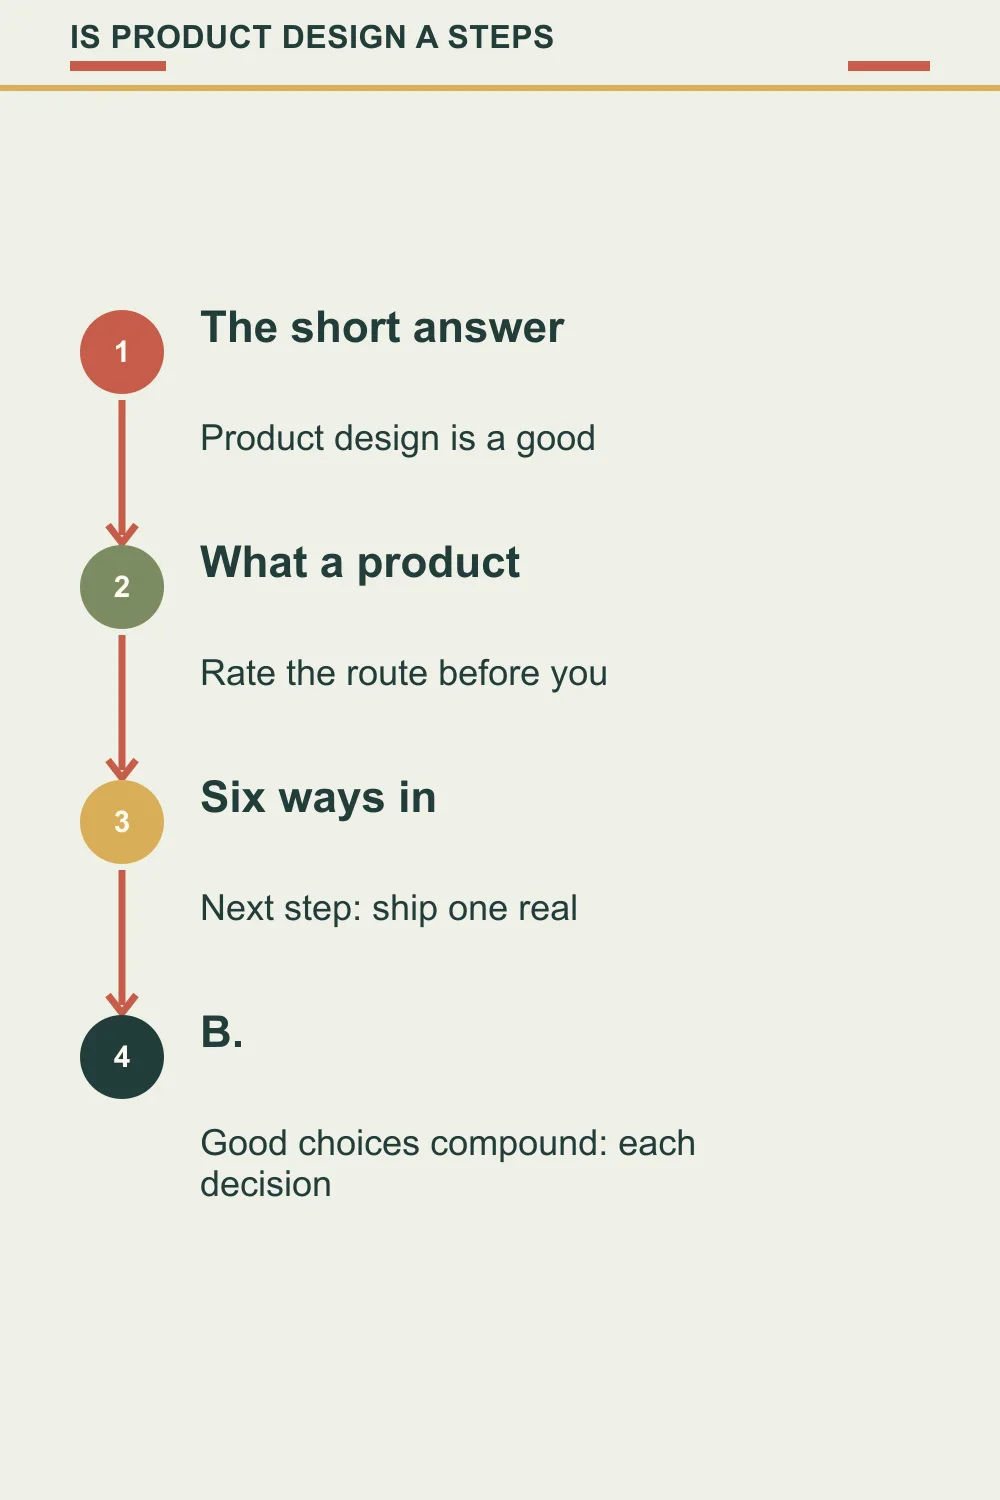 IS PRODUCT DESIGN A STEPS
1
The short answer
Product design is a good
2
What a product
Rate the route before you
3
Six ways in
Next step: ship one real
4
B.
Good choices compound: each
decision